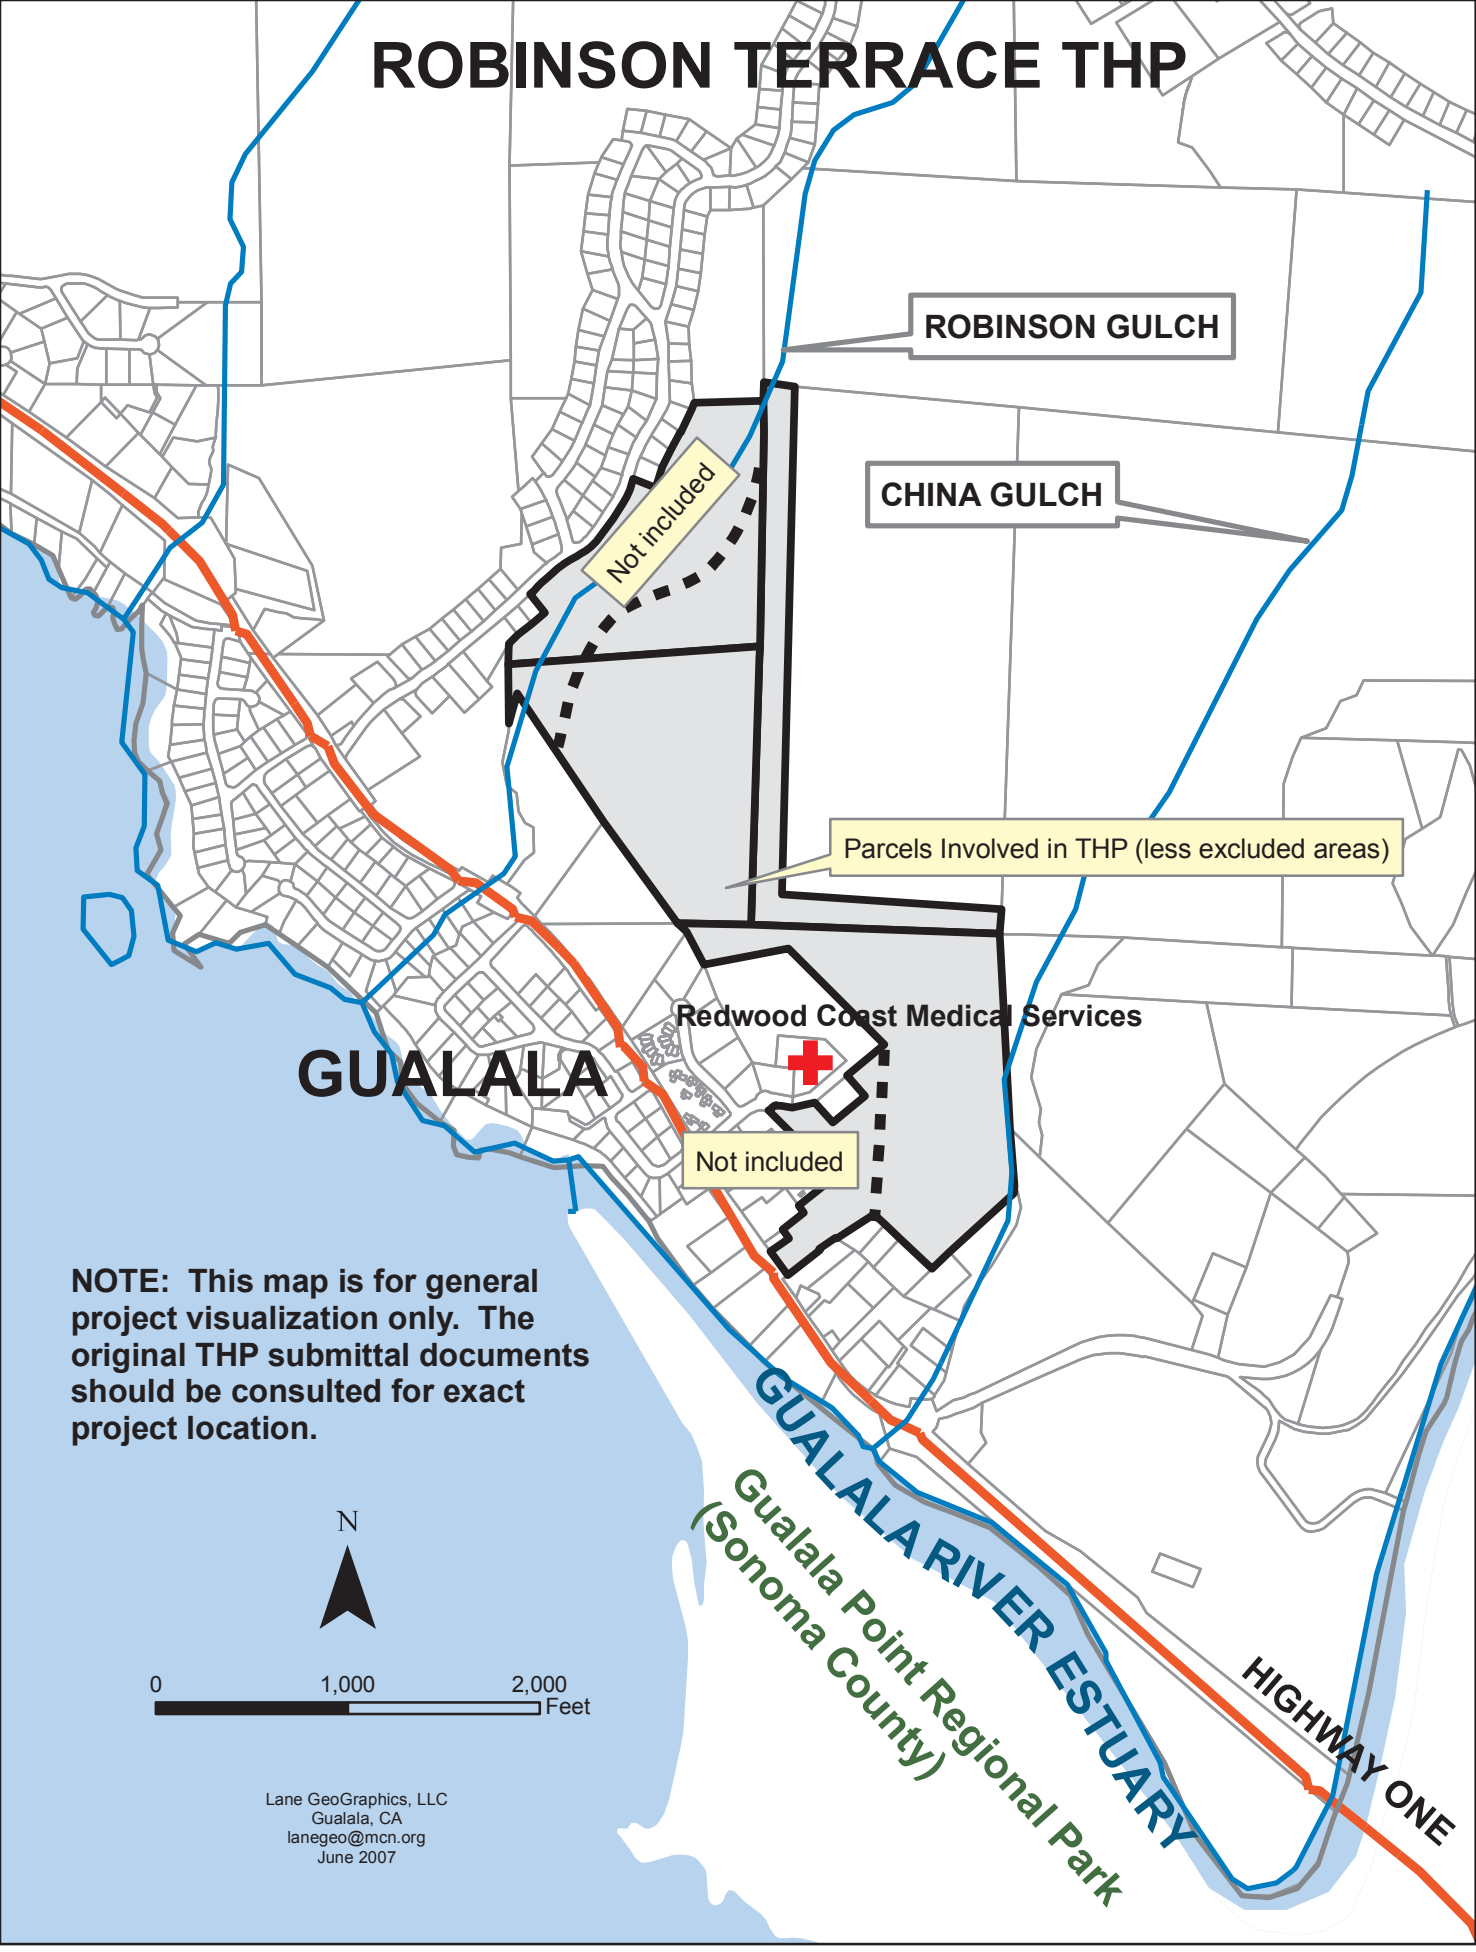 ROBINSON TERRACE THP
ROBINSON GULCH
CHINA GULCH
Not included
Parcels Involved in THP (less excluded areas)
Redwood Coast Medical Services
GUALALA
Not included
NOTE:  This map is for general
project visualization only.  The
original THP submittal documents
should be consulted for exact
project location.
GUALALA RIVER ESTUARY
Gualala Point Regional Park
(Sonoma County)
HIGHWAY ONE
N
0 1,000 2,000
Feet
Lane GeoGraphics, LLC
Gualala, CA
lanegeo@mcn.org
June 2007